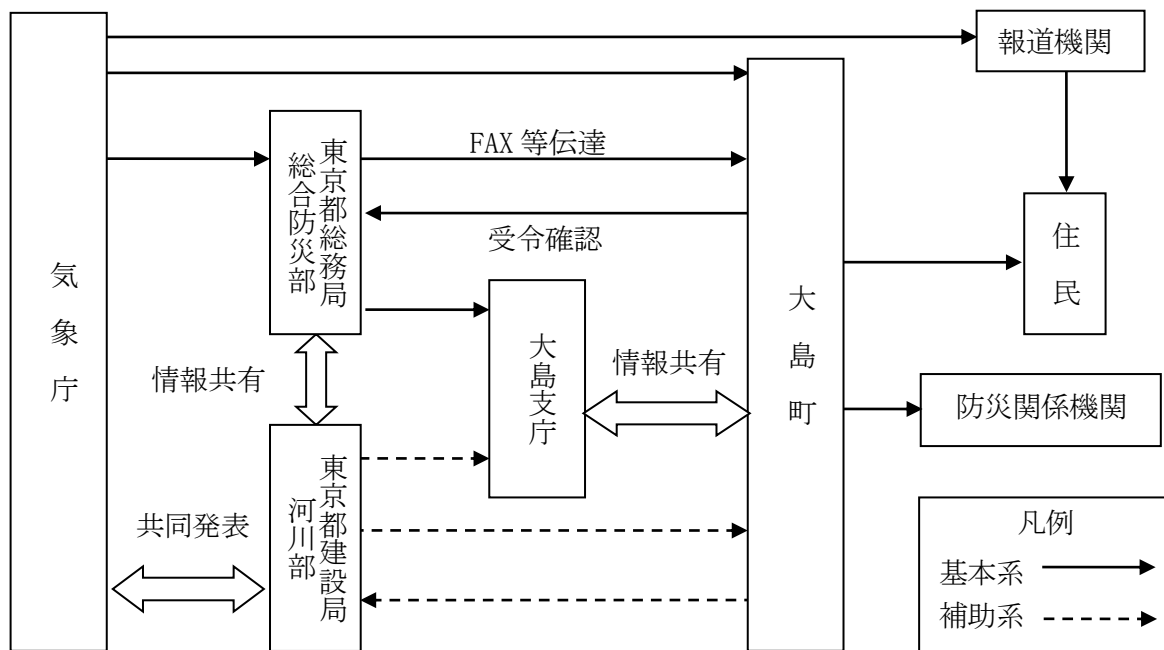 報道機関
FAX 等伝達
東京都総務局
総合防災部
受令確認
住民
気象庁
大島町
情報共有
大島支庁
情報共有
防災関係機関
東京都建設局
河川部
共同発表
凡例
基本系
補助系